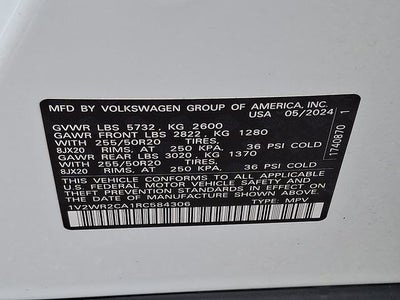 MFD BY VOLKSWAGEN GROUP OF AMERICA, INC.
USA 05/2024
GVWR LBS 5732, KG 2600
GAWR FRONT LBS 2822, KG 1280
WITH 255/50R20 TIRES,
8JX20 RIMS, AT 250 KPA. 36 PSI COLD
GAWR REAR LBS 3020, KG 1370
WITH 255/50R20 TIRES,
8JX20 RIMS, AT 250 KPA. 36 PSI COLD
THIS VEHICLE CONFORMS TO ALL APPLICABLE
U.S. FEDERAL MOTOR VEHICLE SAFETY AND
THEFT PREVENTION STANDARDS IN EFFECT ON
THE DATE OF MANUFACTURE SHOWN ABOVE.
1V2WR2CA1RC584306 TYPE: MPV
1740870 1